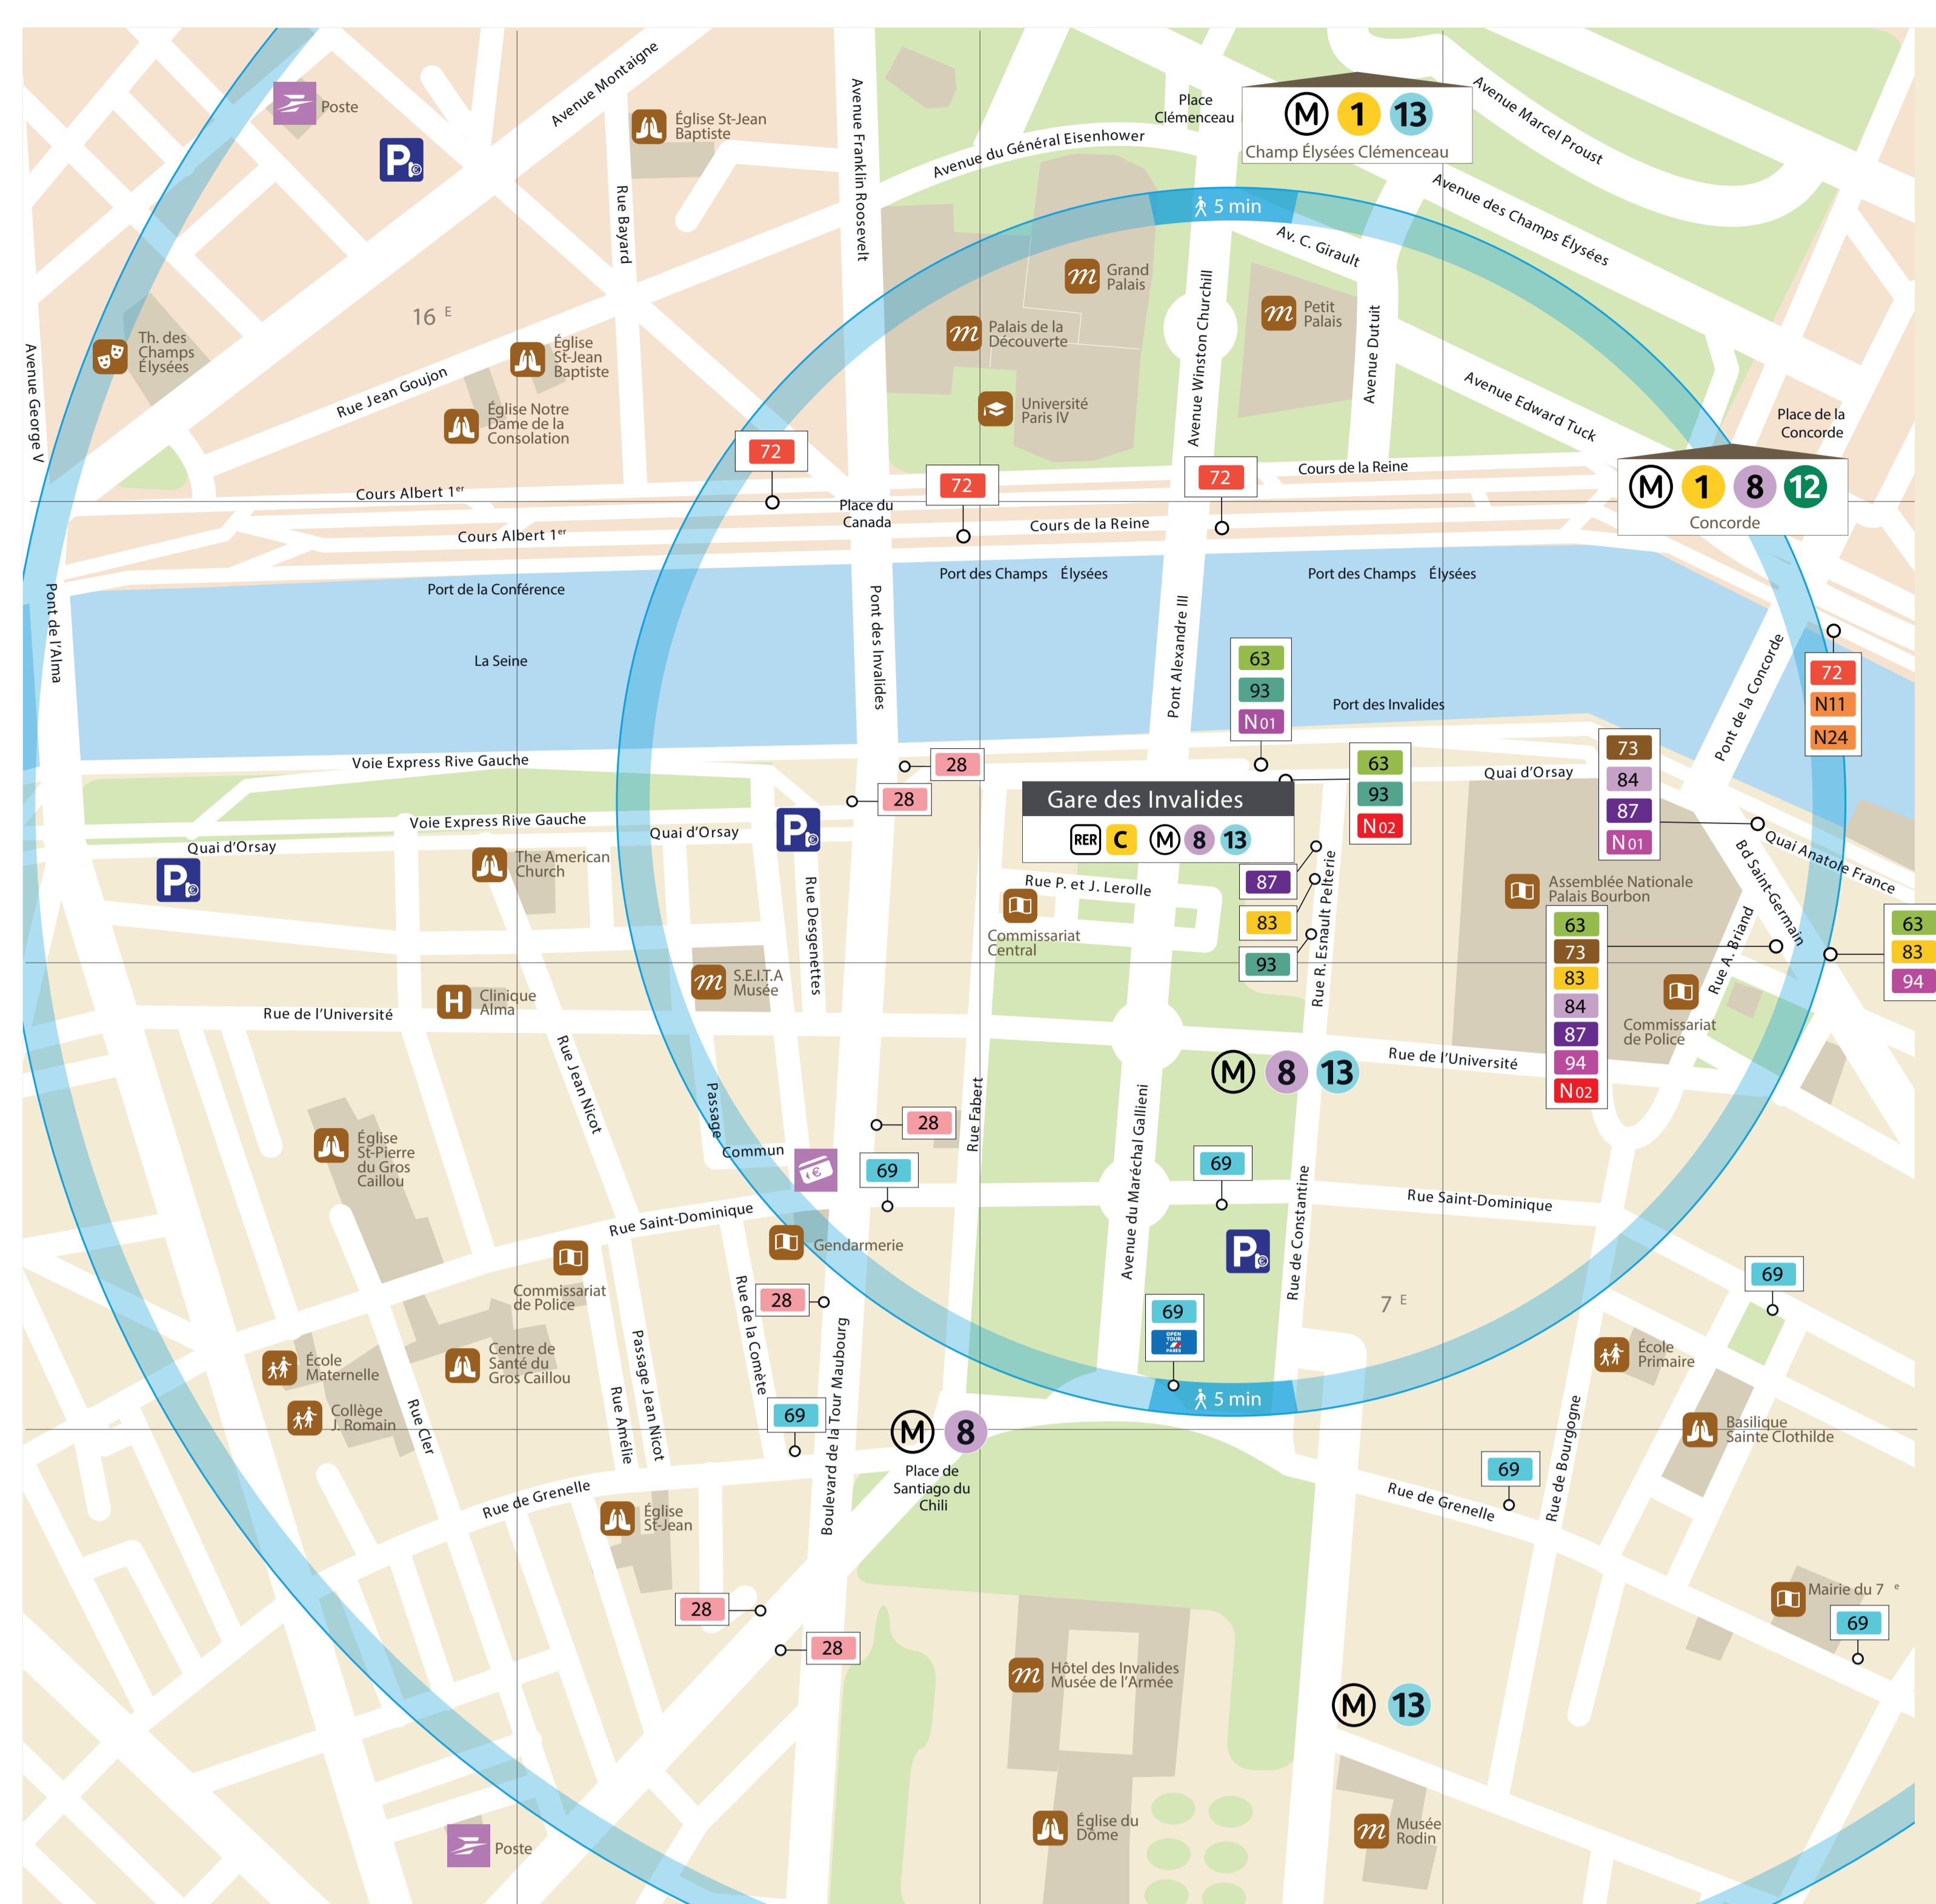 Poste
P
Avenue Montaigne
Église St-Jean
Baptiste
Rue Bayard
Avenue Franklin Roosevelt
Avenue du Général Eisenhower
Place
Clémenceau
M 1 13
Champ Élysées Clémenceau
Avenue Marcel Proust
Avenue des Champs Élysées
5 min
Av. C. Girault
Grand
Palais
Petit
Palais
Palais de la
Découverte
Université
Paris IV
Avenue Winston Churchill
Avenue Dutuit
Avenue Edward Tuck
Place de la
Concorde
M 1 8 12
Concorde
16 E
Th. des
Champs
Élysées
Avenue George V
Église
St-Jean
Baptiste
Rue Jean Goujon
Église Notre
Dame de la
Consolation
72
72
72
Cours de la Reine
Cours Albert 1er
Place du
Canada
Cours de la Reine
Cours Albert 1er
Port de la Conférence
Port des Champs Élysées
Port des Champs Élysées
Pont de l'Alma
La Seine
Pont des Invalides
Pont Alexandre III
Port des Invalides
Pont de la Concorde
63
93
N01
72
N11
N24
63
93
N02
73
84
87
N01
Voie Express Rive Gauche
28
28
Quai d'Orsay
Voie Express Rive Gauche
Quai d'Orsay
Quai d'Orsay
P
P
Gare des Invalides
RER C M 8 13
Quai Anatole France
Bd Saint-Germain
The American
Church
Rue Desgenettes
Rue P. et J. Lerolle
87
83
93
Rue R. Esnault Pelterie
Commissariat
Central
Assemblée Nationale
Palais Bourbon
63
73
83
84
87
94
N02
63
83
94
Rue A. Briand
Commissariat
de Police
S.E.I.T.A
Musée
H
Clinique
Alma
Rue de l'Université
Rue de l'Université
Rue Jean Nicot
Passage
Commun
M 8 13
Rue Fabert
28
69
69
Avenue du Maréchal Gallieni
Rue de Constantine
Rue Saint-Dominique
Église
St-Pierre
du Gros
Caillou
Rue Saint-Dominique
Gendarmerie
P
Commissariat
de Police
28
69
OPEN
TOUR
PARIS
7 E
69
École
Primaire
École
Maternelle
Collège
J. Romain
Centre de
Santé du
Gros Caillou
Rue Cler
Rue Amélie
Passage Jean Nicot
Rue de la Comète
Boulevard de la Tour Maubourg
69
5 min
M 8
Place de
Santiago du
Chili
Basilique
Sainte Clothilde
Rue de Bourgogne
69
Rue de Grenelle
Rue de Grenelle
Église
St-Jean
28
28
Mairie du 7 e
69
Hôtel des Invalides
Musée de l'Armée
M 13
Église du
Dôme
Musée
Rodin
Poste